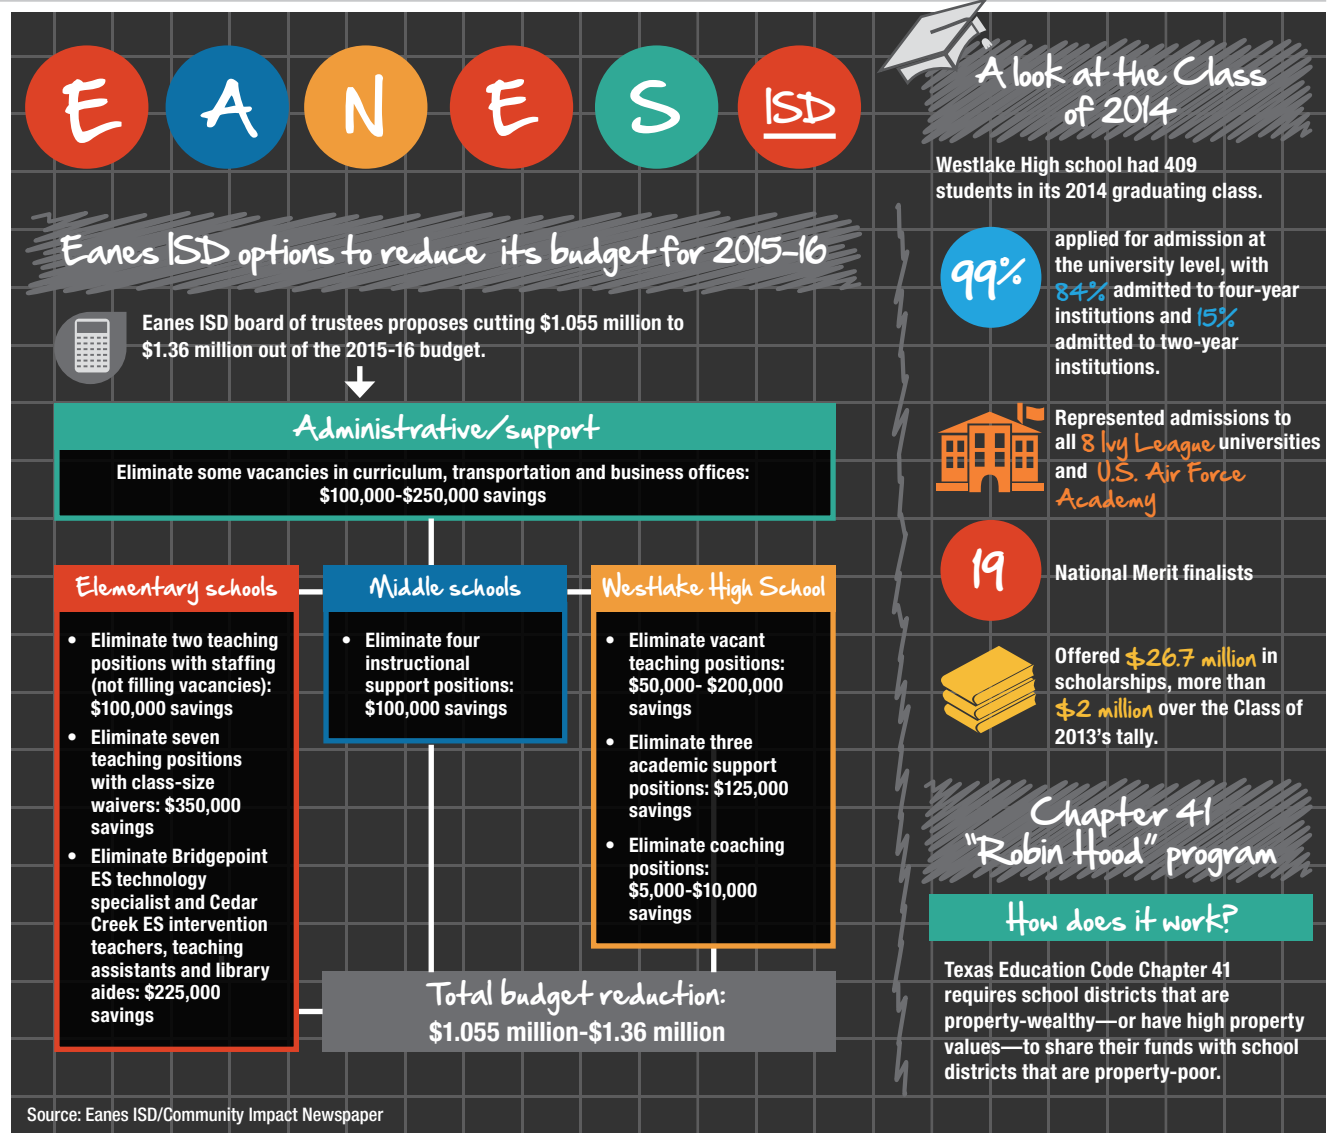 EANES ISD
Eanes ISD options to reduce its budget for 2015-16
Eanes ISD board of trustees proposes cutting $1.055 million to
$1.36 million out of the 2015-16 budget.
Administrative/support
Eliminate some vacancies in curriculum, transportation and business offices:
$100,000-$250,000 savings
Elementary schools
• Eliminate two teaching
positions with staffing
(not filling vacancies):
$100,000 savings
• Eliminate seven
teaching positions
with class-size
waivers: $350,000
savings
• Eliminate Bridgepoint
ES technology
specialist and Cedar
Creek ES intervention
teachers, teaching
assistants and library
aides: $225,000
savings
Middle schools
• Eliminate four
instructional
support positions:
$100,000 savings
Westlake High School
• Eliminate vacant
teaching positions:
$50,000- $200,000
savings
• Eliminate three
academic support
positions: $125,000
savings
• Eliminate coaching
positions:
$5,000-$10,000
savings
Total budget reduction:
$1.055 million-$1.36 million
Source: Eanes ISD/Community Impact Newspaper
A look at the Class
of 2014
Westlake High school had 409
students in its 2014 graduating class.
99%
applied for admission at
the university level, with
84% admitted to four-year
institutions and 15%
admitted to two-year
institutions.
Represented admissions to
all 8 Ivy League universities
and U.S. Air Force
Academy
19
National Merit finalists
Offered $26.7 million in
scholarships, more than
$2 million over the Class of
2013's tally.
Chapter 41
"Robin Hood" program
How does it work?
Texas Education Code Chapter 41
requires school districts that are
property-wealthy—or have high property
values—to share their funds with school
districts that are property-poor.